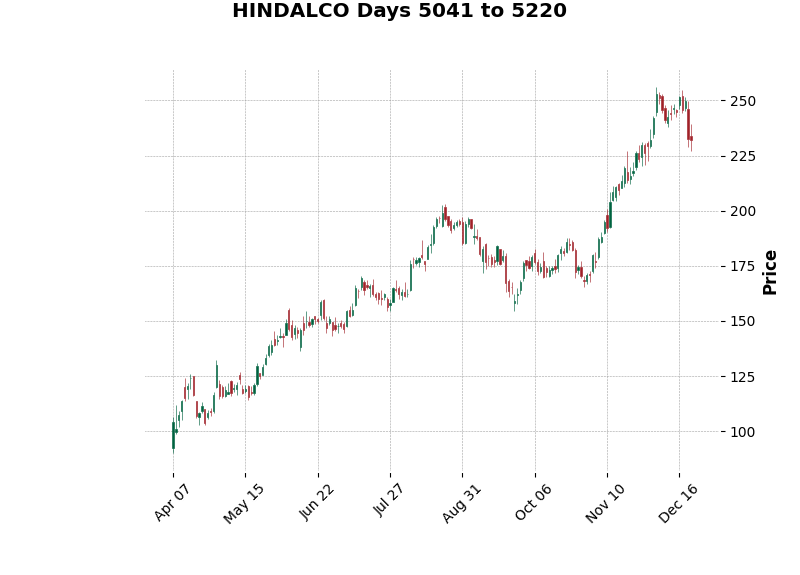 HINDALCO Days 5041 to 5220
250
225
200
175
150
125
100
Price
Apr 07
May 15
Jun 22
Jul 27
Aug 31
Oct 06
Nov 10
Dec 16